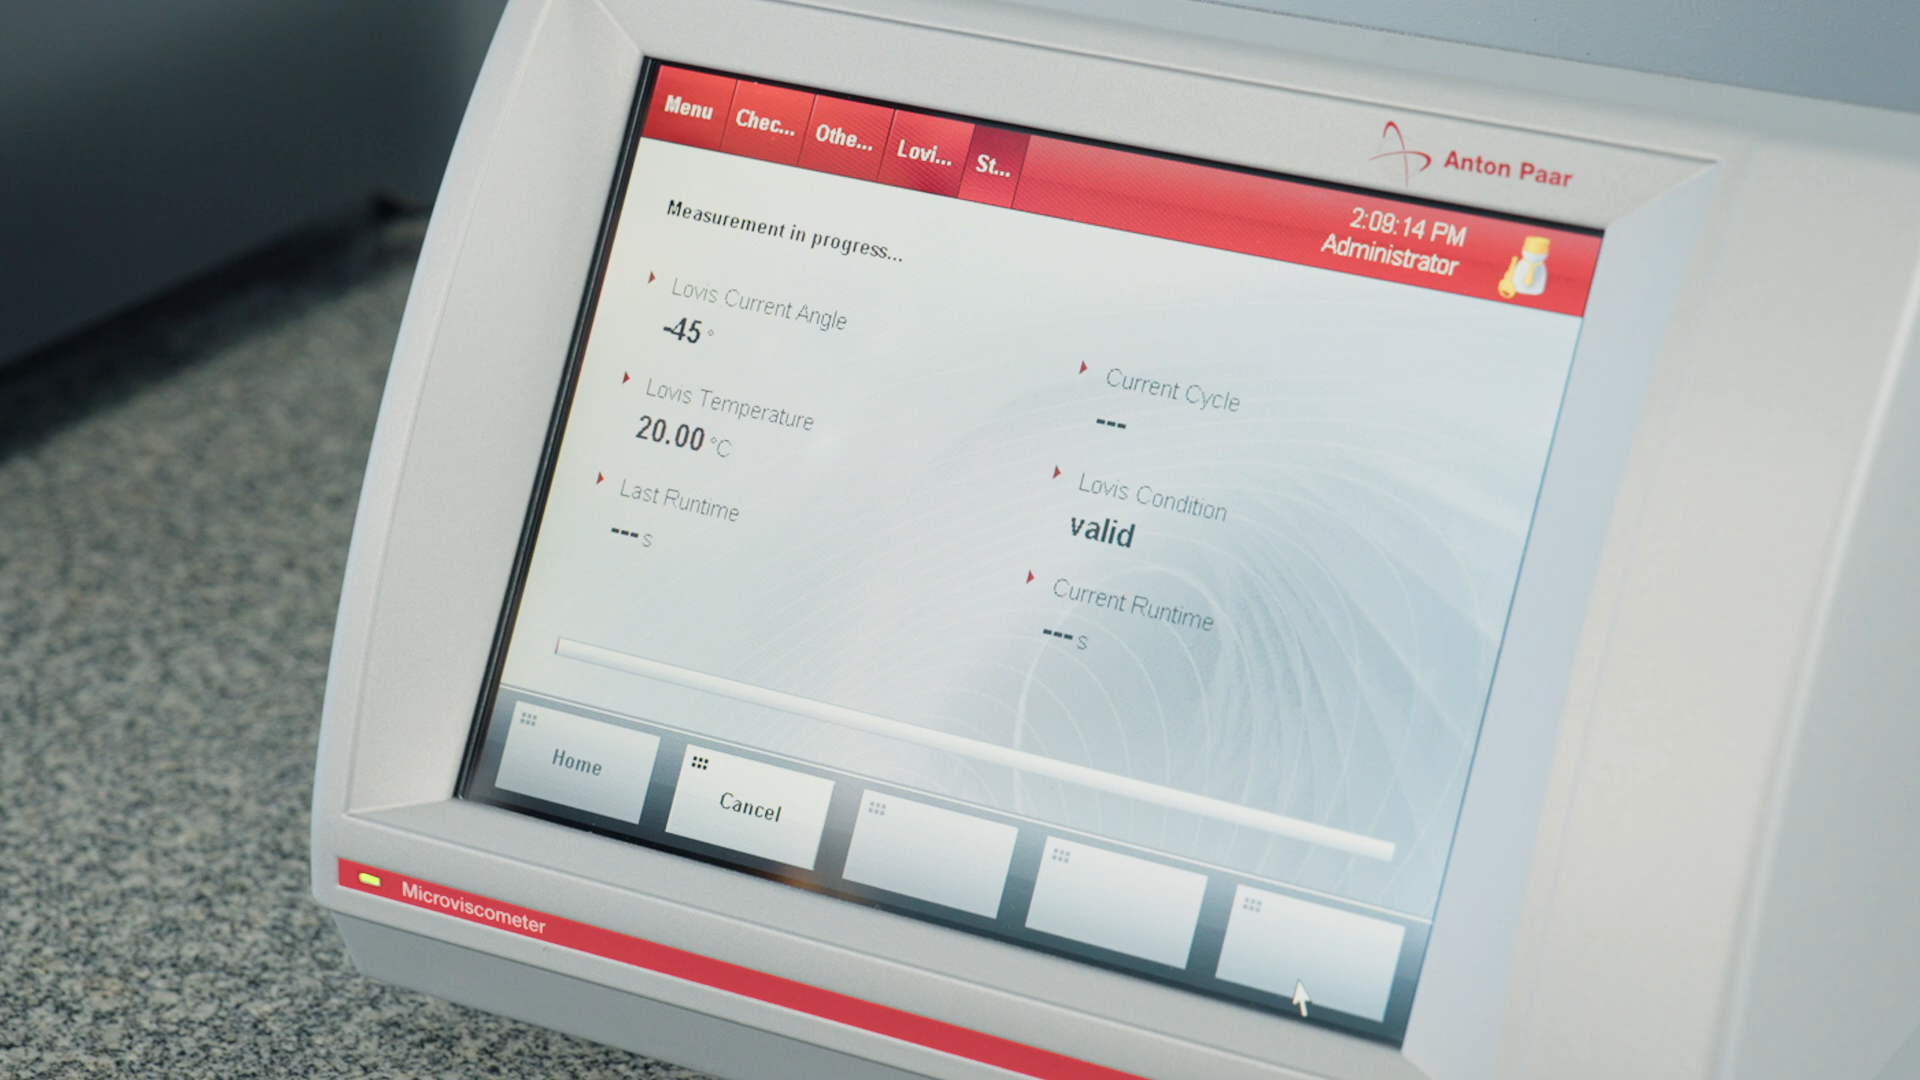 Menu
Chec...
Othe...
Lovi...
St...
Anton Paar
2:09:14 PM
Administrator
Measurement in progress...
Lovis Current Angle
-45 °
Lovis Temperature
20.00 °C
Last Runtime
--- s
Current Cycle
---
Lovis Condition
valid
Current Runtime
--- s
Home
Cancel
Microviscometer